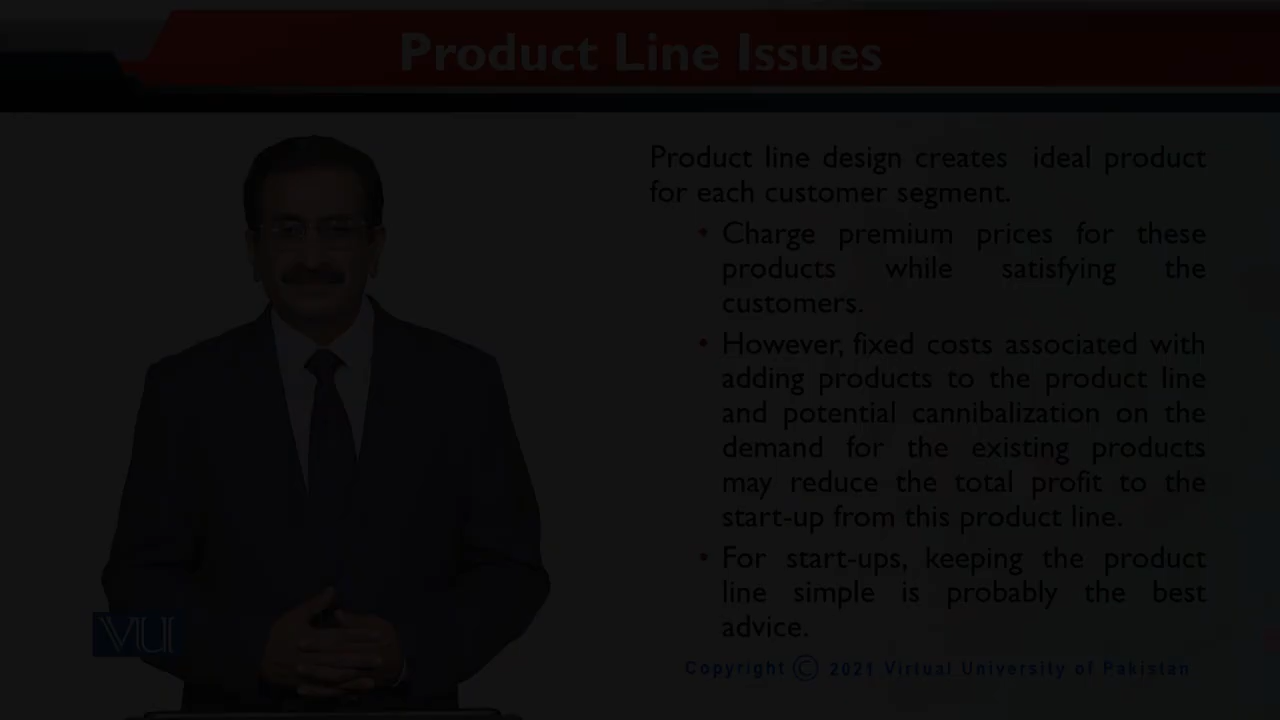 Product Line Issues
Product line design creates ideal product
for each customer segment.
• Charge premium prices for these
products while satisfying the
customers.
• However, fixed costs associated with
adding products to the product line
and potential cannibalization on the
demand for the existing products
may reduce the total profit to the
start-up from this product line.
• For start-ups, keeping the product
line simple is probably the best
advice.
VU
Copyright © 2021 Virtual University of Pakistan